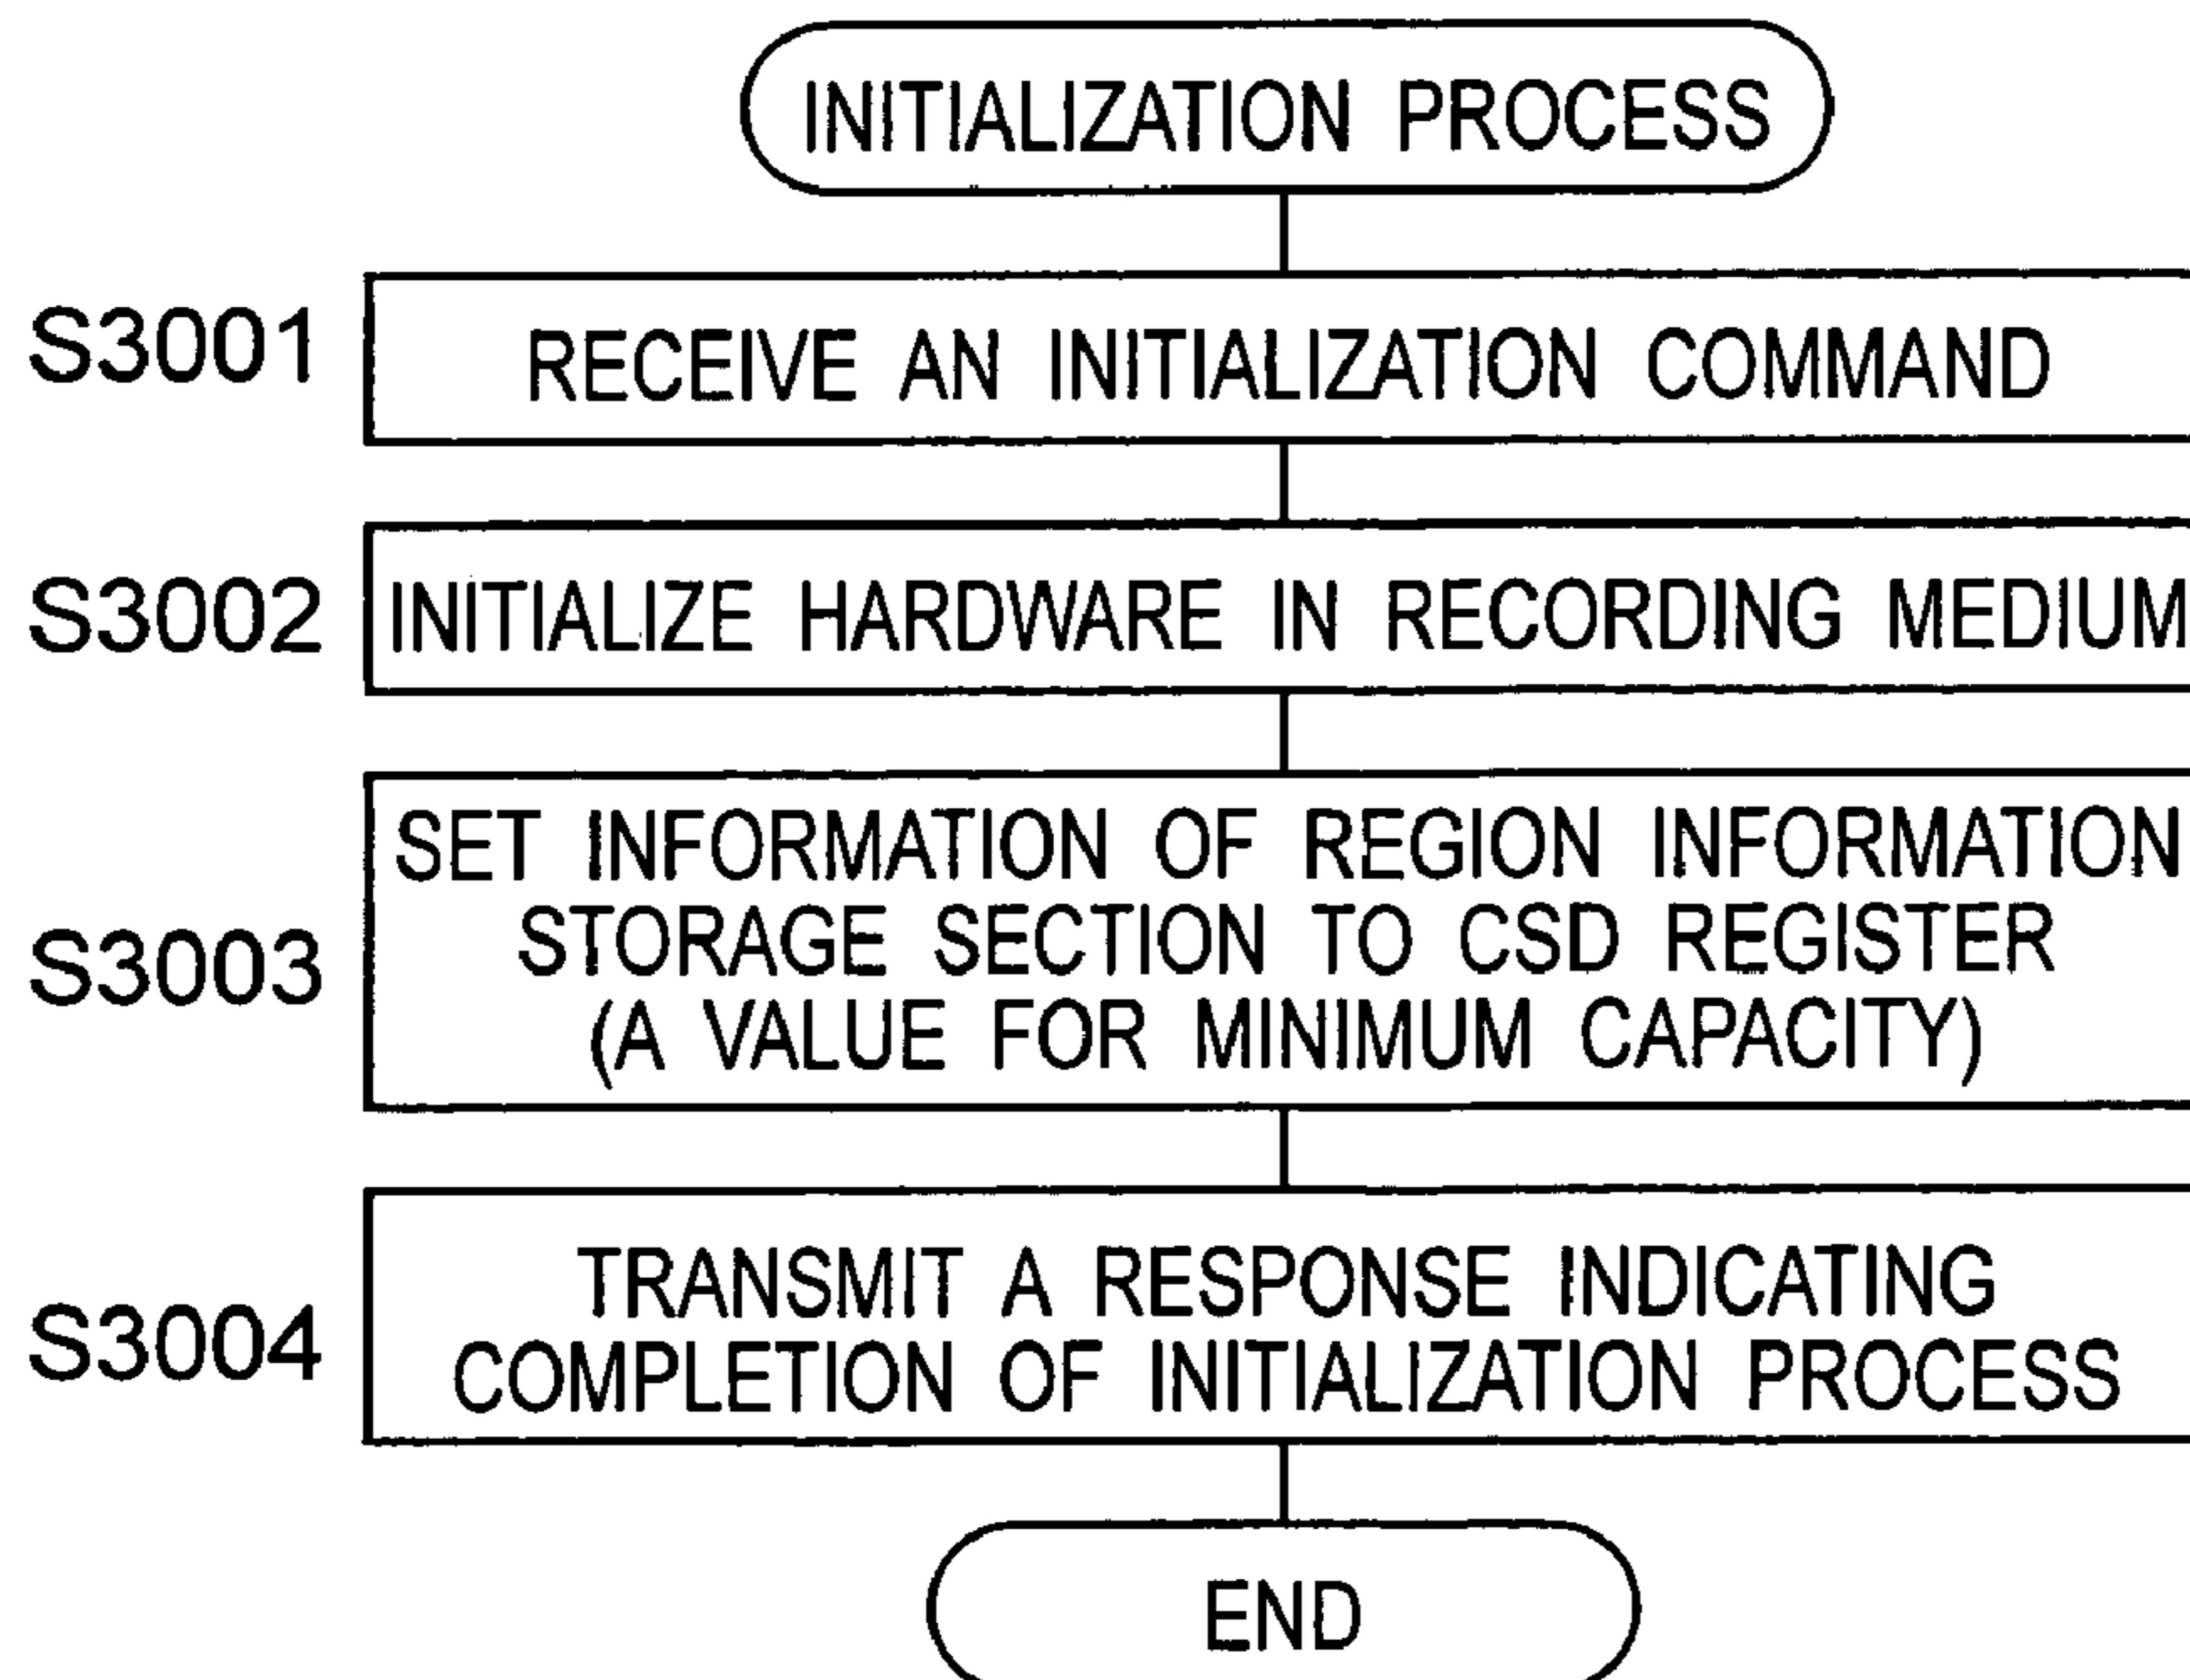 INITIALIZATION PROCESS
S3001 RECEIVE AN INITIALIZATION COMMAND
S3002 INITIALIZE HARDWARE IN RECORDING MEDIUM
SET INFORMATION OF REGION INFORMATION
S3003 STORAGE SECTION TO CSD REGISTER
(A VALUE FOR MINIMUM CAPACITY)
TRANSMIT A RESPONSE INDICATING
S3004 COMPLETION OF INITIALIZATION PROCESS
END